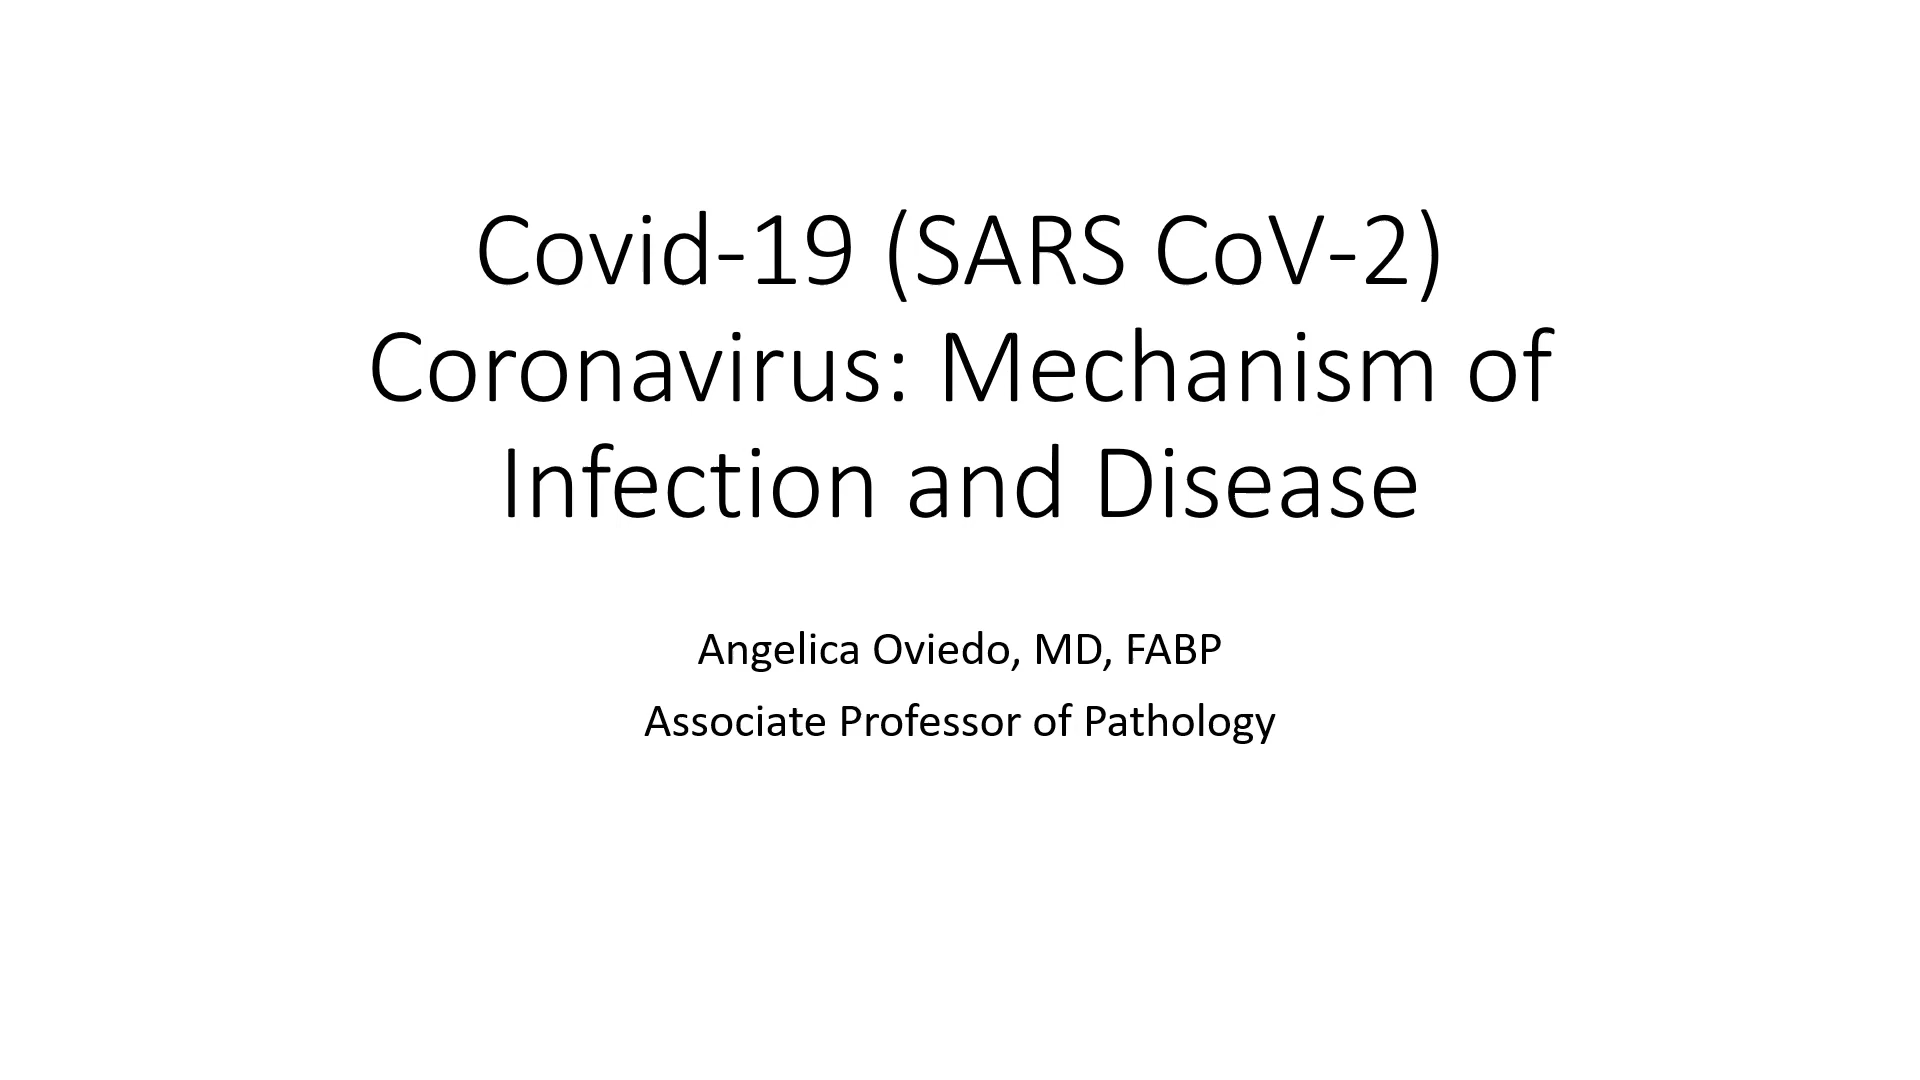 Covid-19 (SARS CoV-2)
Coronavirus: Mechanism of
Infection and Disease
Angelica Oviedo, MD, FABP
Associate Professor of Pathology